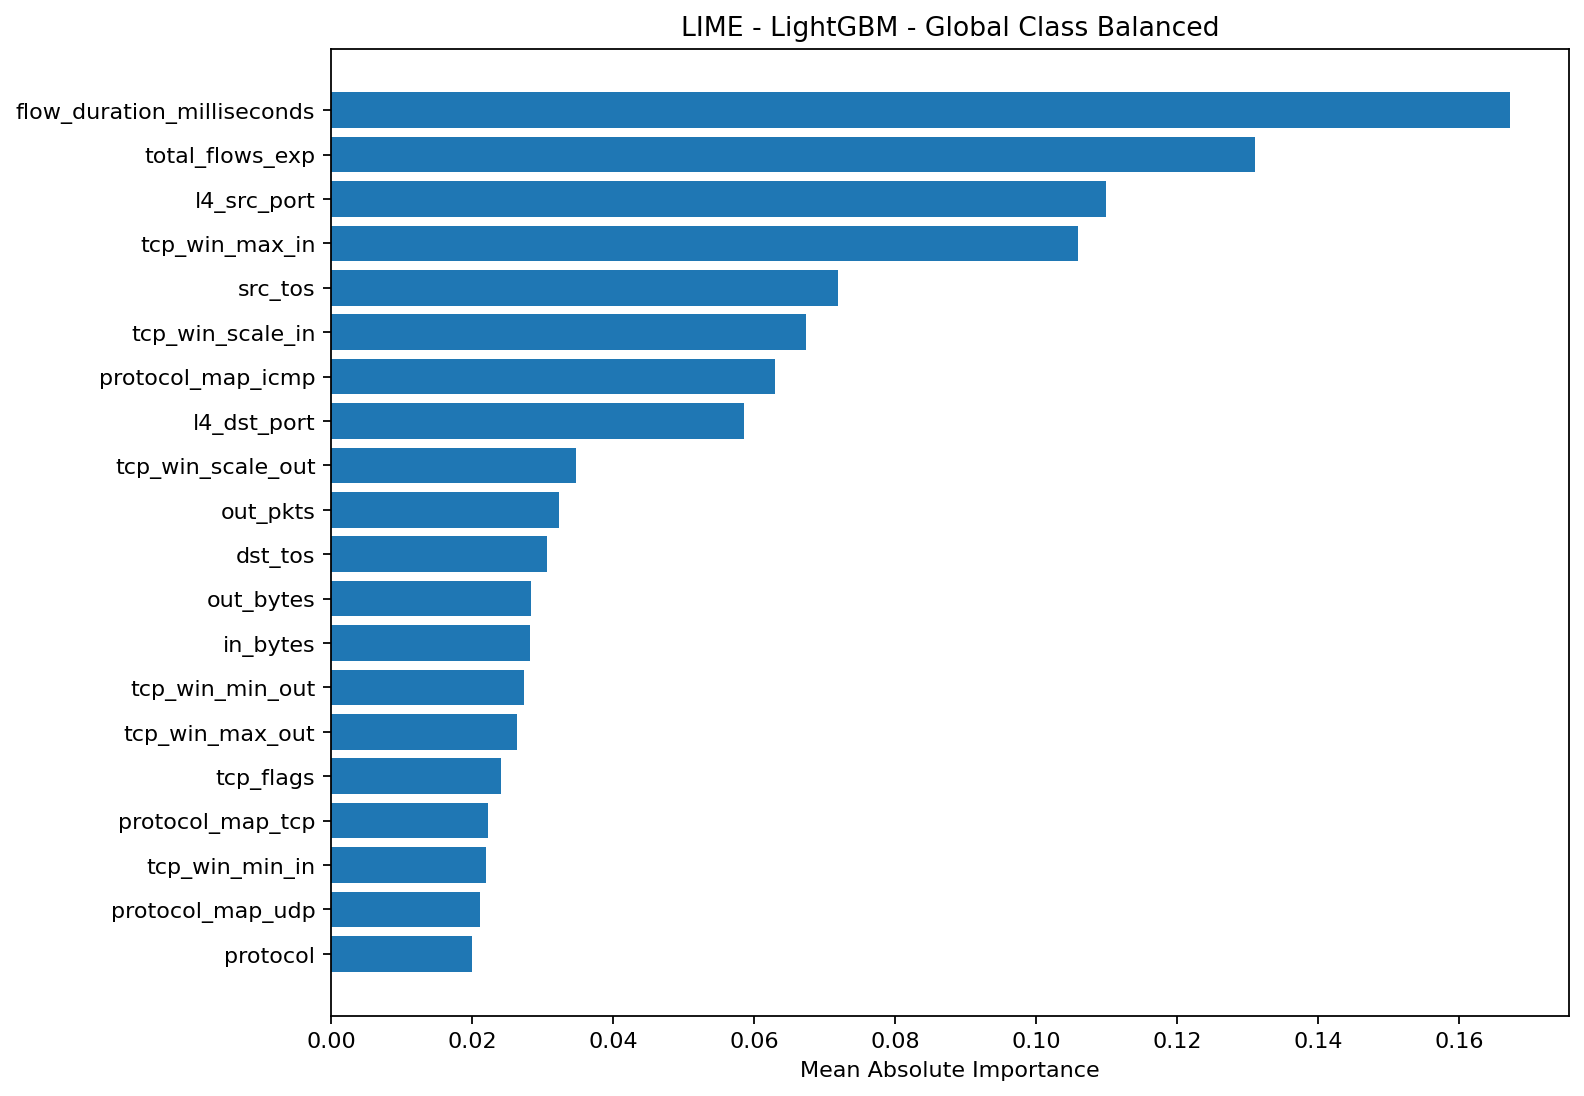 LIME - LightGBM - Global Class Balanced
flow_duration_milliseconds
total_flows_exp
l4_src_port
tcp_win_max_in
src_tos
tcp_win_scale_in
protocol_map_icmp
l4_dst_port
tcp_win_scale_out
out_pkts
dst_tos
out_bytes
in_bytes
tcp_win_min_out
tcp_win_max_out
tcp_flags
protocol_map_tcp
tcp_win_min_in
protocol_map_udp
protocol
0.00 0.02 0.04 0.06 0.08 0.10 0.12 0.14 0.16
Mean Absolute Importance